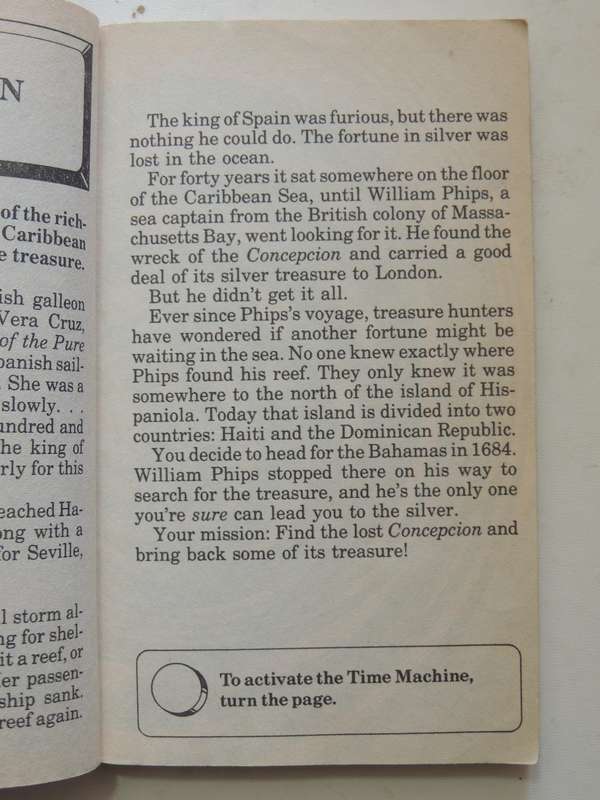 N
of the rich-
Caribbean
e treasure.
ish galleon
Vera Cruz,
of the Pure
panish sail-
. She was a
slowly. . .
undred and
he king of
rly for this
eached Ha-
ong with a
for Seville,
l storm al-
ng for shel-
it a reef, or
er passen-
ship sank.
reef again.
The king of Spain was furious, but there was
nothing he could do. The fortune in silver was
lost in the ocean.
For forty years it sat somewhere on the floor
of the Caribbean Sea, until William Phips, a
sea captain from the British colony of Massa-
chusetts Bay, went looking for it. He found the
wreck of the Concepcion and carried a good
deal of its silver treasure to London.
But he didn't get it all.
Ever since Phips's voyage, treasure hunters
have wondered if another fortune might be
waiting in the sea. No one knew exactly where
Phips found his reef. They only knew it was
somewhere to the north of the island of His-
paniola. Today that island is divided into two
countries: Haiti and the Dominican Republic.
You decide to head for the Bahamas in 1684.
William Phips stopped there on his way to
search for the treasure, and he's the only one
you're sure can lead you to the silver.
Your mission: Find the lost Concepcion and
bring back some of its treasure!
To activate the Time Machine,
turn the page.